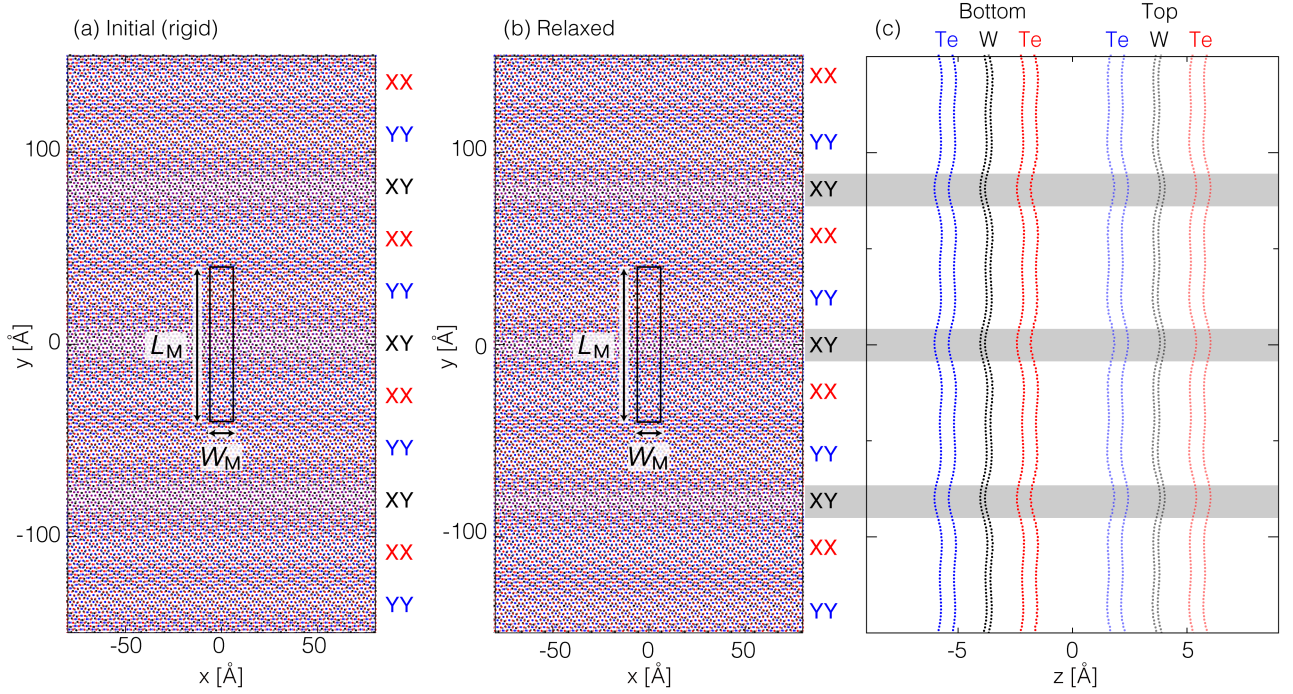 (a) Initial (rigid)
XX
YY
100
XY
XX
YY
y [Å]
0
L_M
XY
XX
YY
W_M
XY
-100
XX
YY
-50
0
50
x [Å]
(b) Relaxed
XX
YY
100
XY
XX
YY
y [Å]
0
L_M
XY
XX
YY
W_M
XY
-100
XX
YY
-50
0
50
x [Å]
(c)
Bottom
Top
Te W Te
Te W Te
-5
0
5
z [Å]